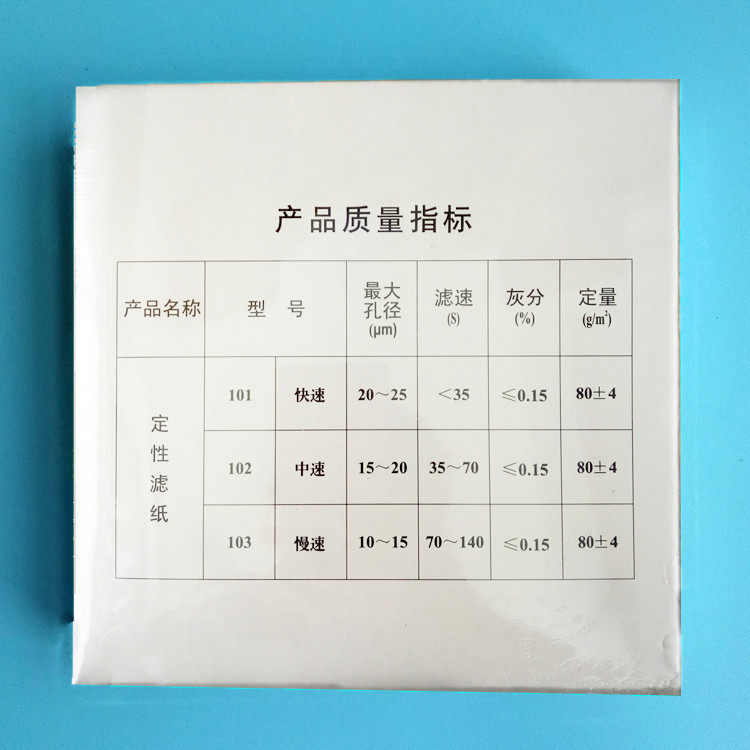 产品质量指标
产品名称 型 号 最大孔径(μm) 滤速(S) 灰分(%) 定量(g/m²)
定性滤纸 101 快速 20～25 <35 ≤0.15 80±4
102 中速 15～20 35～70 ≤0.15 80±4
103 慢速 10～15 70～140 ≤0.15 80±4